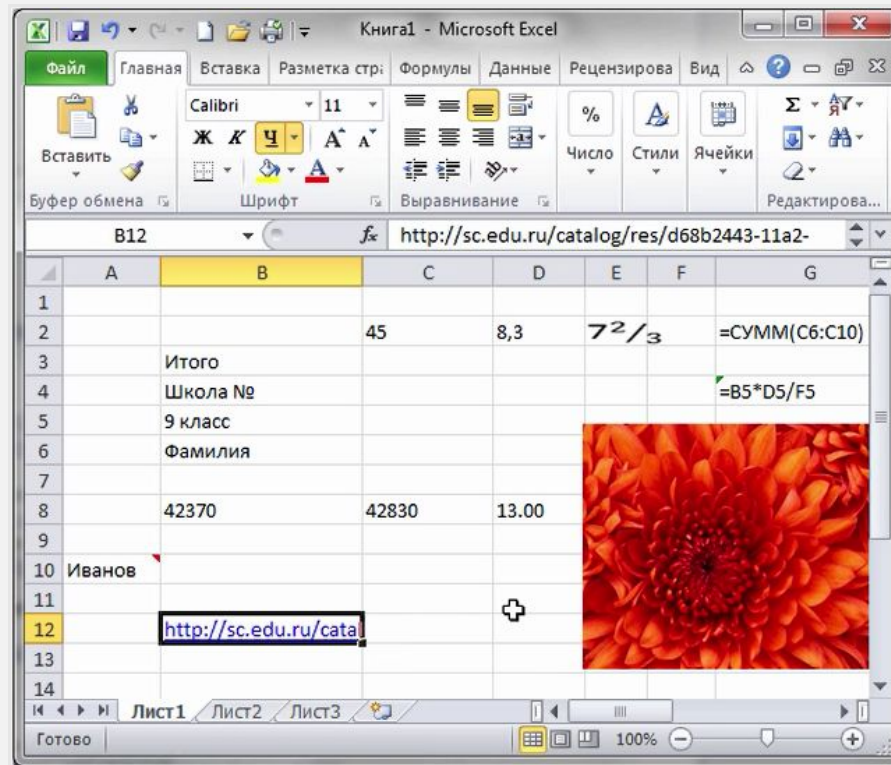 Книга1 - Microsoft Excel
Файл Главная Вставка Разметка стра Формулы Данные Рецензирова Вид
Calibri 11
Ж К Ч A A
Вставить
% Число Стили Ячейки
Σ
Буфер обмена Шрифт Выравнивание Редактирова...
B12 fx http://sc.edu.ru/catalog/res/d68b2443-11a2-
A B C D E F G
1
2 45 8,3 7 2/3 =СУММ(C6:C10)
3 Итого
4 Школа № =B5*D5/F5
5 9 класс
6 Фамилия
7
8 42370 42830 13.00
9
10 Иванов
11
12 http://sc.edu.ru/catal
13
14
Лист1 Лист2 Лист3
Готово 100%